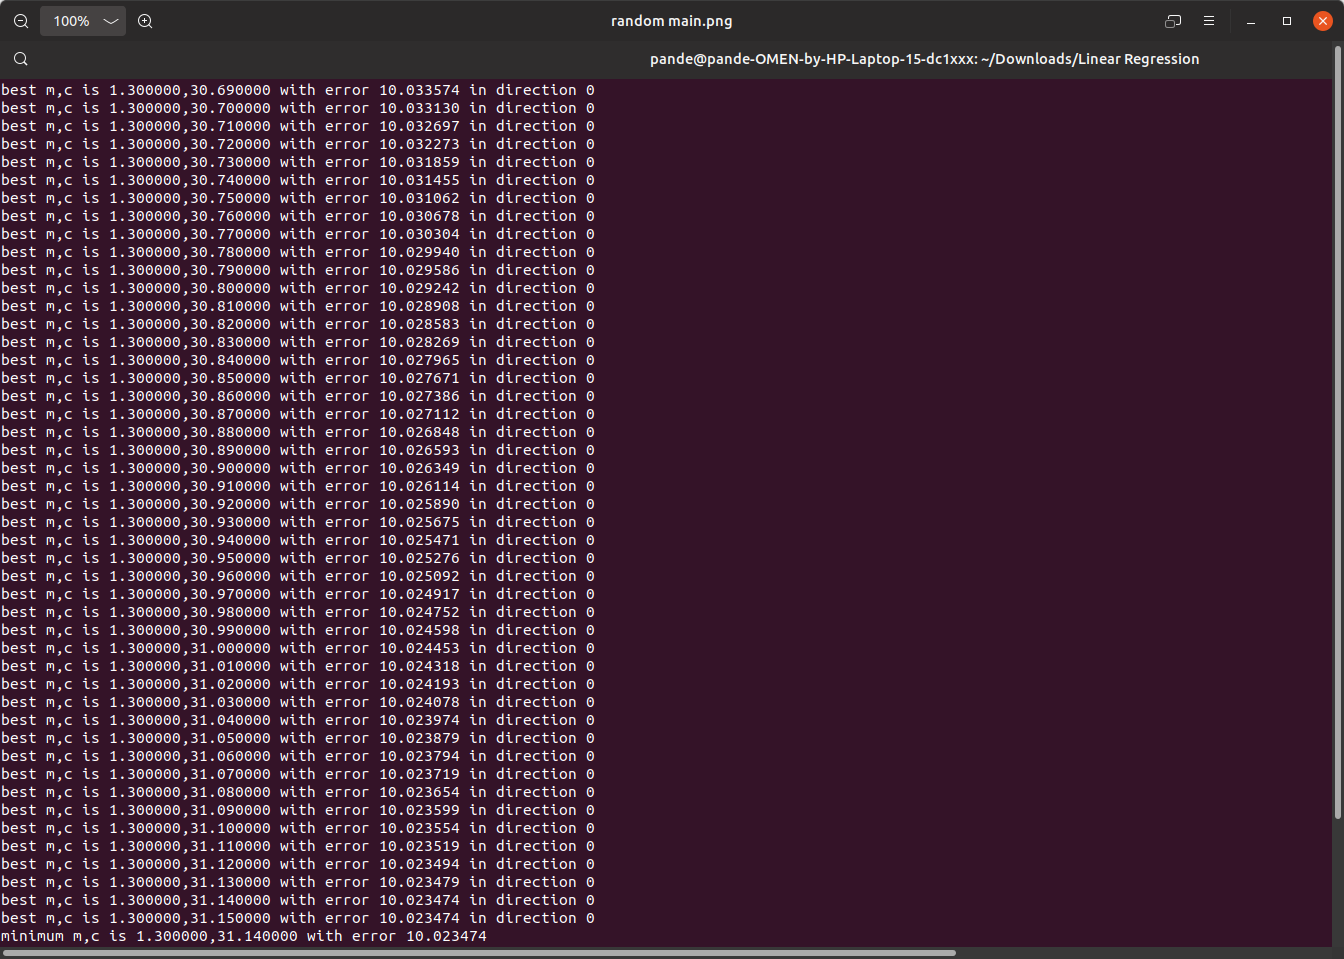 100%
random main.png
pande@pande-OMEN-by-HP-Laptop-15-dc1xxx: ~/Downloads/Linear Regression
best m,c is 1.300000,30.690000 with error 10.033574 in direction 0
best m,c is 1.300000,30.700000 with error 10.033130 in direction 0
best m,c is 1.300000,30.710000 with error 10.032697 in direction 0
best m,c is 1.300000,30.720000 with error 10.032273 in direction 0
best m,c is 1.300000,30.730000 with error 10.031859 in direction 0
best m,c is 1.300000,30.740000 with error 10.031455 in direction 0
best m,c is 1.300000,30.750000 with error 10.031062 in direction 0
best m,c is 1.300000,30.760000 with error 10.030678 in direction 0
best m,c is 1.300000,30.770000 with error 10.030304 in direction 0
best m,c is 1.300000,30.780000 with error 10.029940 in direction 0
best m,c is 1.300000,30.790000 with error 10.029586 in direction 0
best m,c is 1.300000,30.800000 with error 10.029242 in direction 0
best m,c is 1.300000,30.810000 with error 10.028908 in direction 0
best m,c is 1.300000,30.820000 with error 10.028583 in direction 0
best m,c is 1.300000,30.830000 with error 10.028269 in direction 0
best m,c is 1.300000,30.840000 with error 10.027965 in direction 0
best m,c is 1.300000,30.850000 with error 10.027671 in direction 0
best m,c is 1.300000,30.860000 with error 10.027386 in direction 0
best m,c is 1.300000,30.870000 with error 10.027112 in direction 0
best m,c is 1.300000,30.880000 with error 10.026848 in direction 0
best m,c is 1.300000,30.890000 with error 10.026593 in direction 0
best m,c is 1.300000,30.900000 with error 10.026349 in direction 0
best m,c is 1.300000,30.910000 with error 10.026114 in direction 0
best m,c is 1.300000,30.920000 with error 10.025890 in direction 0
best m,c is 1.300000,30.930000 with error 10.025675 in direction 0
best m,c is 1.300000,30.940000 with error 10.025471 in direction 0
best m,c is 1.300000,30.950000 with error 10.025276 in direction 0
best m,c is 1.300000,30.960000 with error 10.025092 in direction 0
best m,c is 1.300000,30.970000 with error 10.024917 in direction 0
best m,c is 1.300000,30.980000 with error 10.024752 in direction 0
best m,c is 1.300000,30.990000 with error 10.024598 in direction 0
best m,c is 1.300000,31.000000 with error 10.024453 in direction 0
best m,c is 1.300000,31.010000 with error 10.024318 in direction 0
best m,c is 1.300000,31.020000 with error 10.024193 in direction 0
best m,c is 1.300000,31.030000 with error 10.024078 in direction 0
best m,c is 1.300000,31.040000 with error 10.023974 in direction 0
best m,c is 1.300000,31.050000 with error 10.023879 in direction 0
best m,c is 1.300000,31.060000 with error 10.023794 in direction 0
best m,c is 1.300000,31.070000 with error 10.023719 in direction 0
best m,c is 1.300000,31.080000 with error 10.023654 in direction 0
best m,c is 1.300000,31.090000 with error 10.023599 in direction 0
best m,c is 1.300000,31.100000 with error 10.023554 in direction 0
best m,c is 1.300000,31.110000 with error 10.023519 in direction 0
best m,c is 1.300000,31.120000 with error 10.023494 in direction 0
best m,c is 1.300000,31.130000 with error 10.023479 in direction 0
best m,c is 1.300000,31.140000 with error 10.023474 in direction 0
best m,c is 1.300000,31.150000 with error 10.023474 in direction 0
minimum m,c is 1.300000,31.140000 with error 10.023474